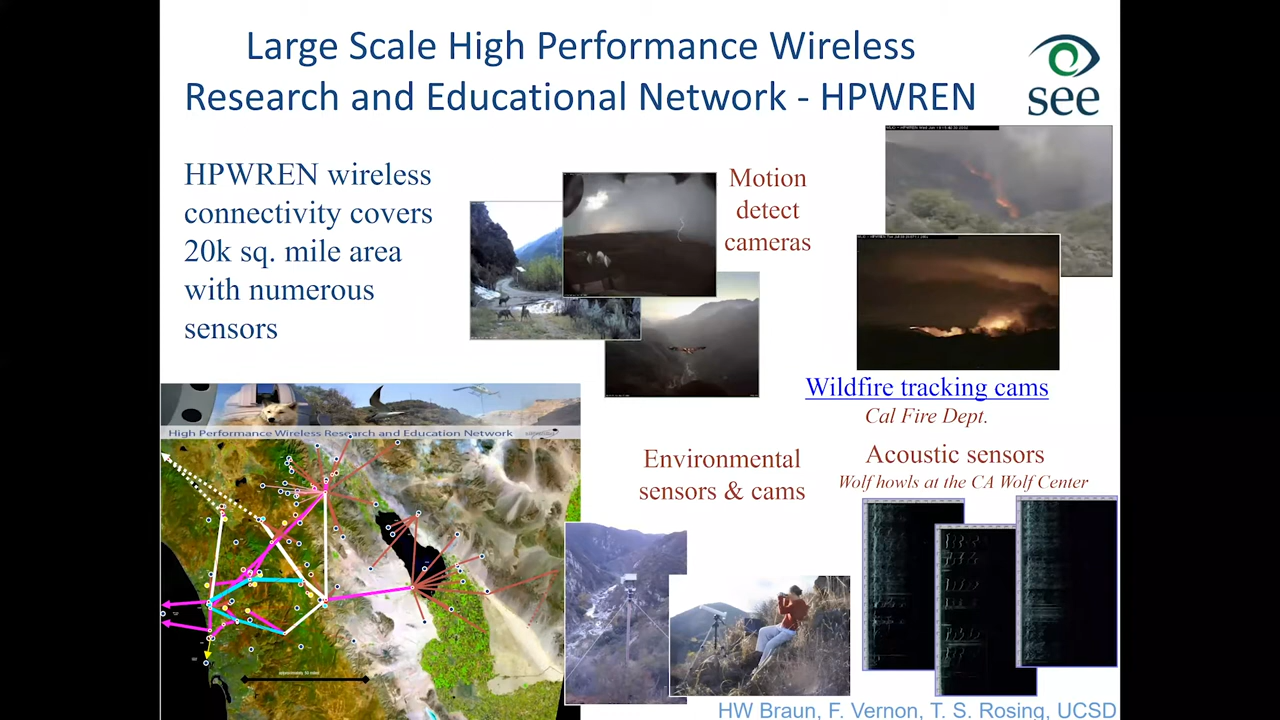 Large Scale High Performance Wireless
Research and Educational Network - HPWREN
see
HPWREN wireless
connectivity covers
20k sq. mile area
with numerous
sensors
Motion
detect
cameras
Wildfire tracking cams
Cal Fire Dept.
High Performance Wireless Research and Education Network
Environmental
sensors & cams
Acoustic sensors
Wolf howls at the CA Wolf Center
HW Braun, F. Vernon, T. S. Rosing, UCSD